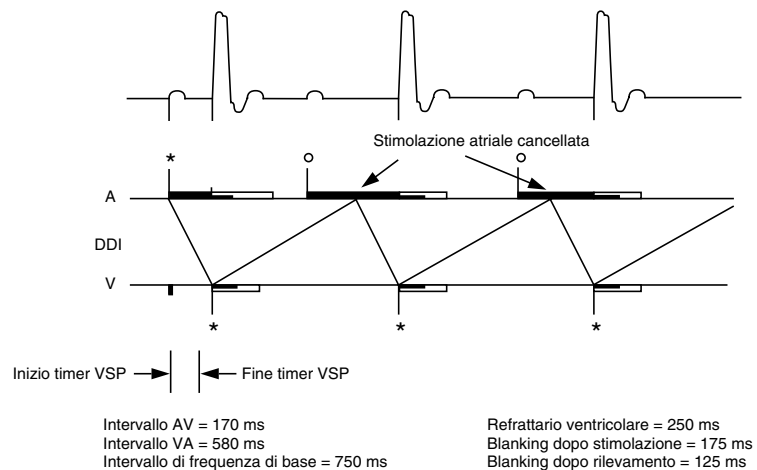 Stimolazione atriale cancellata
*
A
DDI
V
* * *
Inizio timer VSP
Fine timer VSP
Intervallo AV = 170 ms
Intervallo VA = 580 ms
Intervallo di frequenza di base = 750 ms
Refrattario ventricolare = 250 ms
Blanking dopo stimolazione = 175 ms
Blanking dopo rilevamento = 125 ms